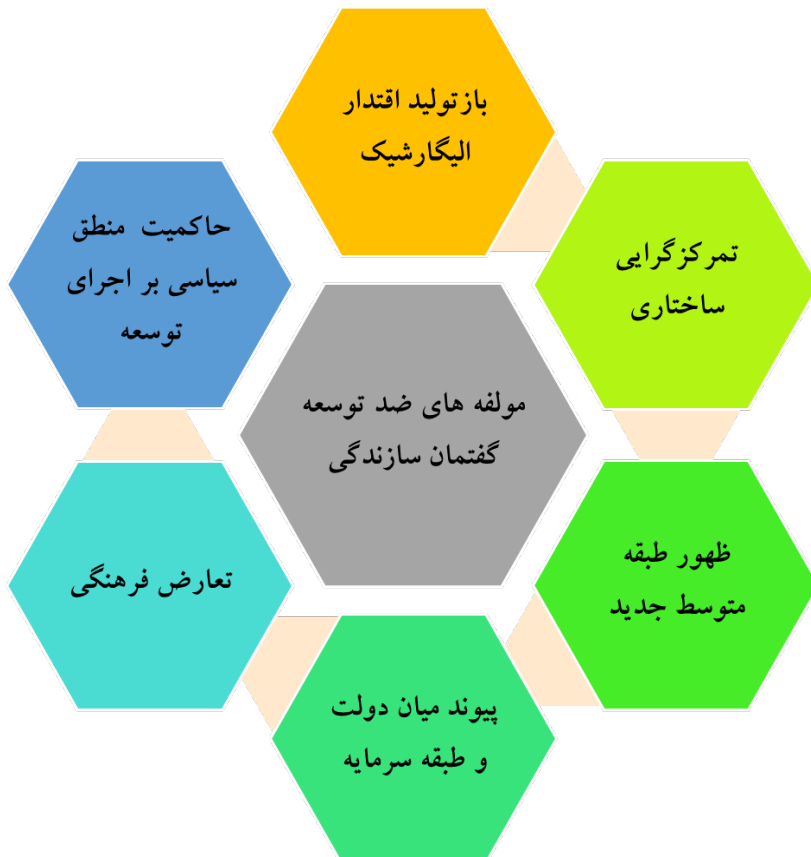 بازتولید اقتدار
الیگارشیک
تمرکزگرایی
ساختاری
ظهور طبقه
متوسط جدید
پیوند میان دولت
و طبقه سرمایه
تعارض فرهنگی
حاکمیت منطق
سیاسی بر اجرای
توسعه
مولفه های ضد توسعه
گفتمان سازندگی